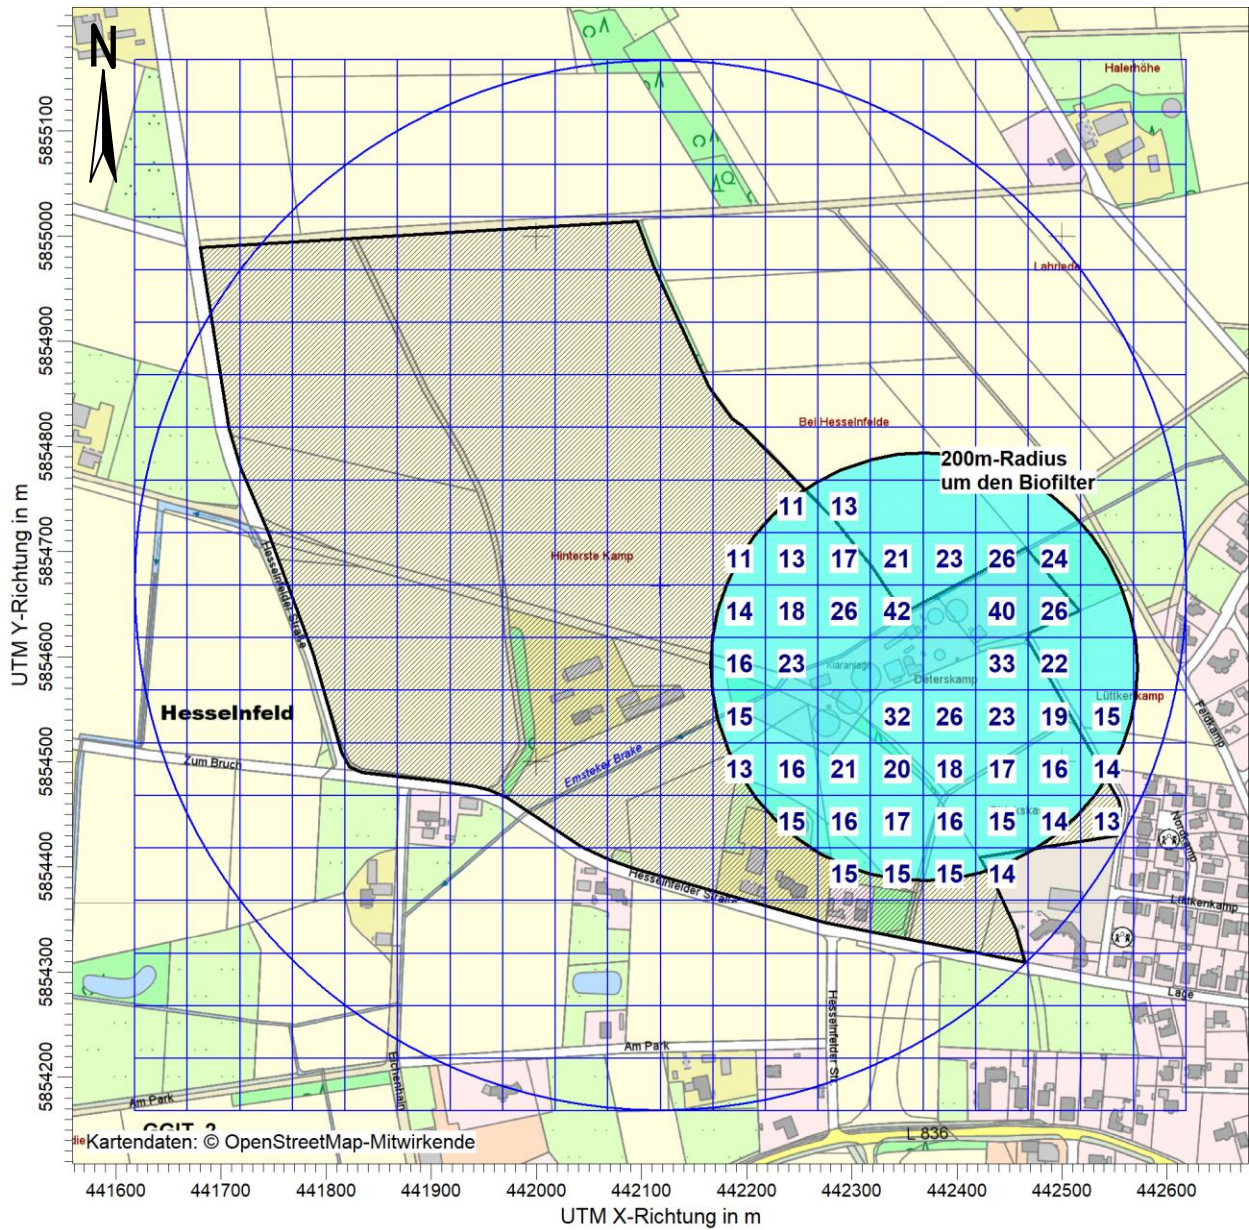 N
Halerhöhe
Lahriede
Bei Hesselnfelde
200m-Radius
um den Biofilter
11 13
11 13 17 21 23 26 24
Hinterste Kamp
14 18 26 42 40 26
16 23 33 22
Kläranlage
Deterskamp
Lüttkenkamp
Hesselnfelder Straße
Hesselnfeld
15 32 26 23 19 15
Feldkamp
Zum Bruch
Emsteker Brake
13 16 21 20 18 17 16 14
15 16 17 16 15 14 13
Nordkamp
15 15 15 14
Hesselnfelder Straße
Lüttkenkamp
Lage
Hesselnfelder Str.
Am Park
Eichenhain
Am Park
L 836
Kartendaten: © OpenStreetMap-Mitwirkende
5855100
5855000
5854900
5854800
5854700
5854600
5854500
5854400
5854300
5854200
UTM Y-Richtung in m
441600 441700 441800 441900 442000 442100 442200 442300 442400 442500 442600
UTM X-Richtung in m